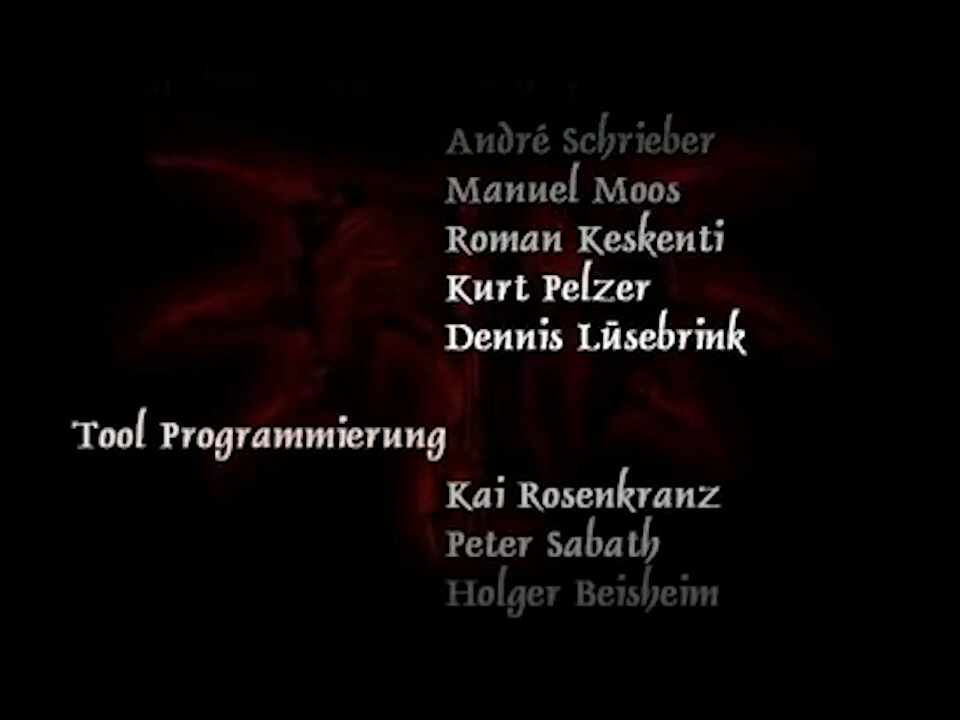 André Schrieber
Manuel Moos
Roman Keskenti
Kurt Pelzer
Dennis Lüsebrink
Tool Programmierung
Kai Rosenkranz
Peter Sabath
Holger Beisheim